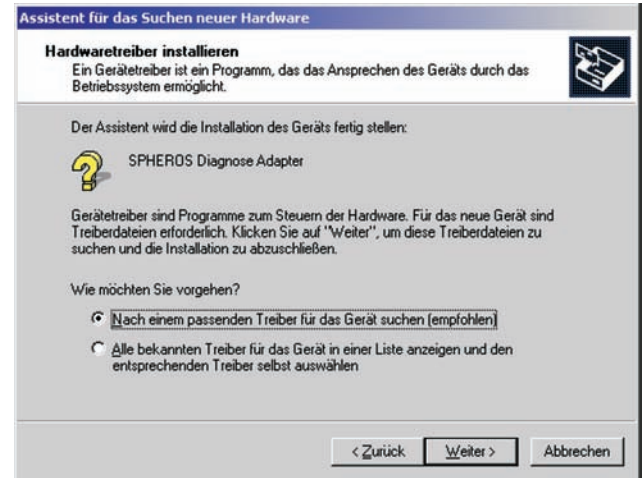 Assistent für das Suchen neuer Hardware
Hardwaretreiber installieren
Ein Gerätetreiber ist ein Programm, das das Ansprechen des Geräts durch das
Betriebssystem ermöglicht.
Der Assistent wird die Installation des Geräts fertig stellen:
SPHEROS Diagnose Adapter
Gerätetreiber sind Programme zum Steuern der Hardware. Für das neue Gerät sind
Treiberdateien erforderlich. Klicken Sie auf "Weiter", um diese Treiberdateien zu
suchen und die Installation zu abzuschließen.
Wie möchten Sie vorgehen?
Nach einem passenden Treiber für das Gerät suchen (empfohlen)
Alle bekannten Treiber für das Gerät in einer Liste anzeigen und den
entsprechenden Treiber selbst auswählen
< Zurück Weiter > Abbrechen